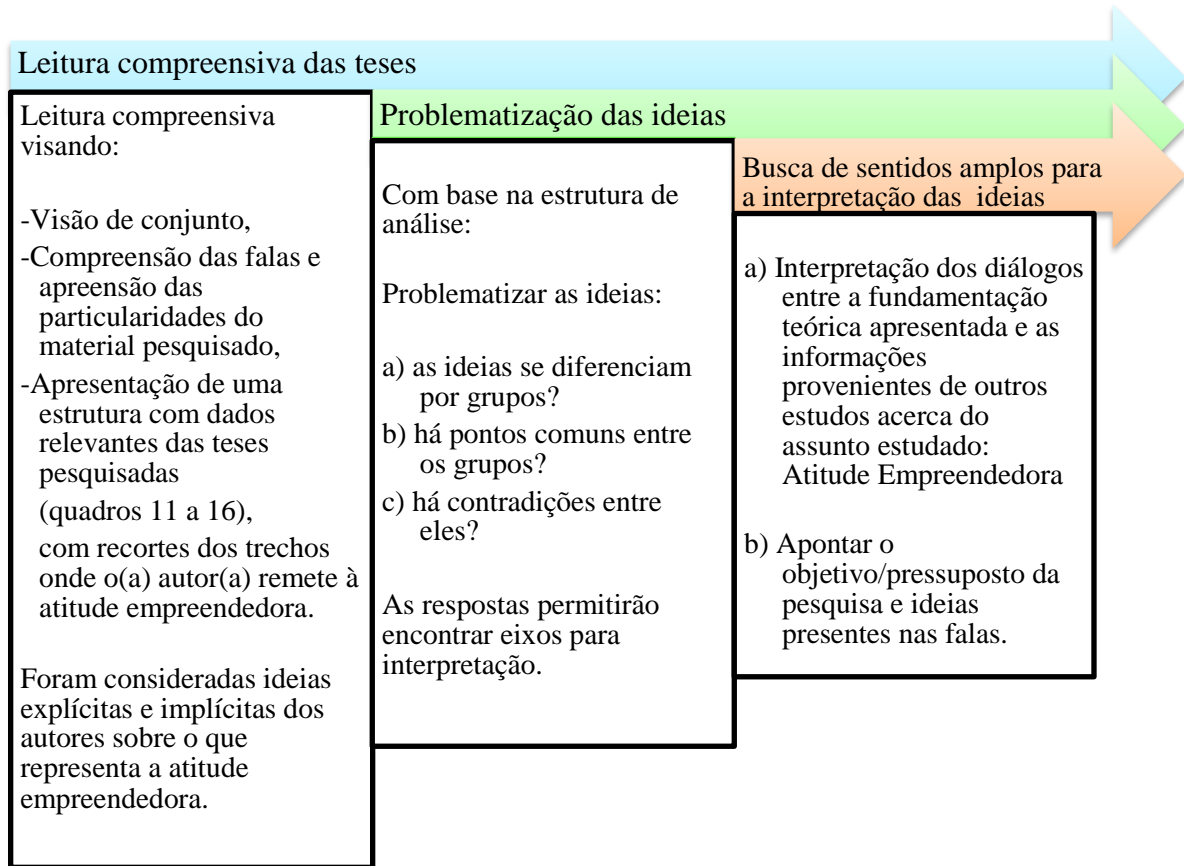 Leitura compreensiva das teses
Leitura compreensiva
visando:
-Visão de conjunto,
-Compreensão das falas e
apreensão das
particularidades do
material pesquisado,
-Apresentação de uma
estrutura com dados
relevantes das teses
pesquisadas
(quadros 11 a 16),
com recortes dos trechos
onde o(a) autor(a) remete à
atitude empreendedora.
Foram consideradas ideias
explícitas e implícitas dos
autores sobre o que
representa a atitude
empreendedora.
Problematização das ideias
Com base na estrutura de
análise:
Problematizar as ideias:
a) as ideias se diferenciam
por grupos?
b) há pontos comuns entre
os grupos?
c) há contradições entre
eles?
As respostas permitirão
encontrar eixos para
interpretação.
Busca de sentidos amplos para
a interpretação das ideias
a) Interpretação dos diálogos
entre a fundamentação
teórica apresentada e as
informações
provenientes de outros
estudos acerca do
assunto estudado:
Atitude Empreendedora
b) Apontar o
objetivo/pressuposto da
pesquisa e ideias
presentes nas falas.